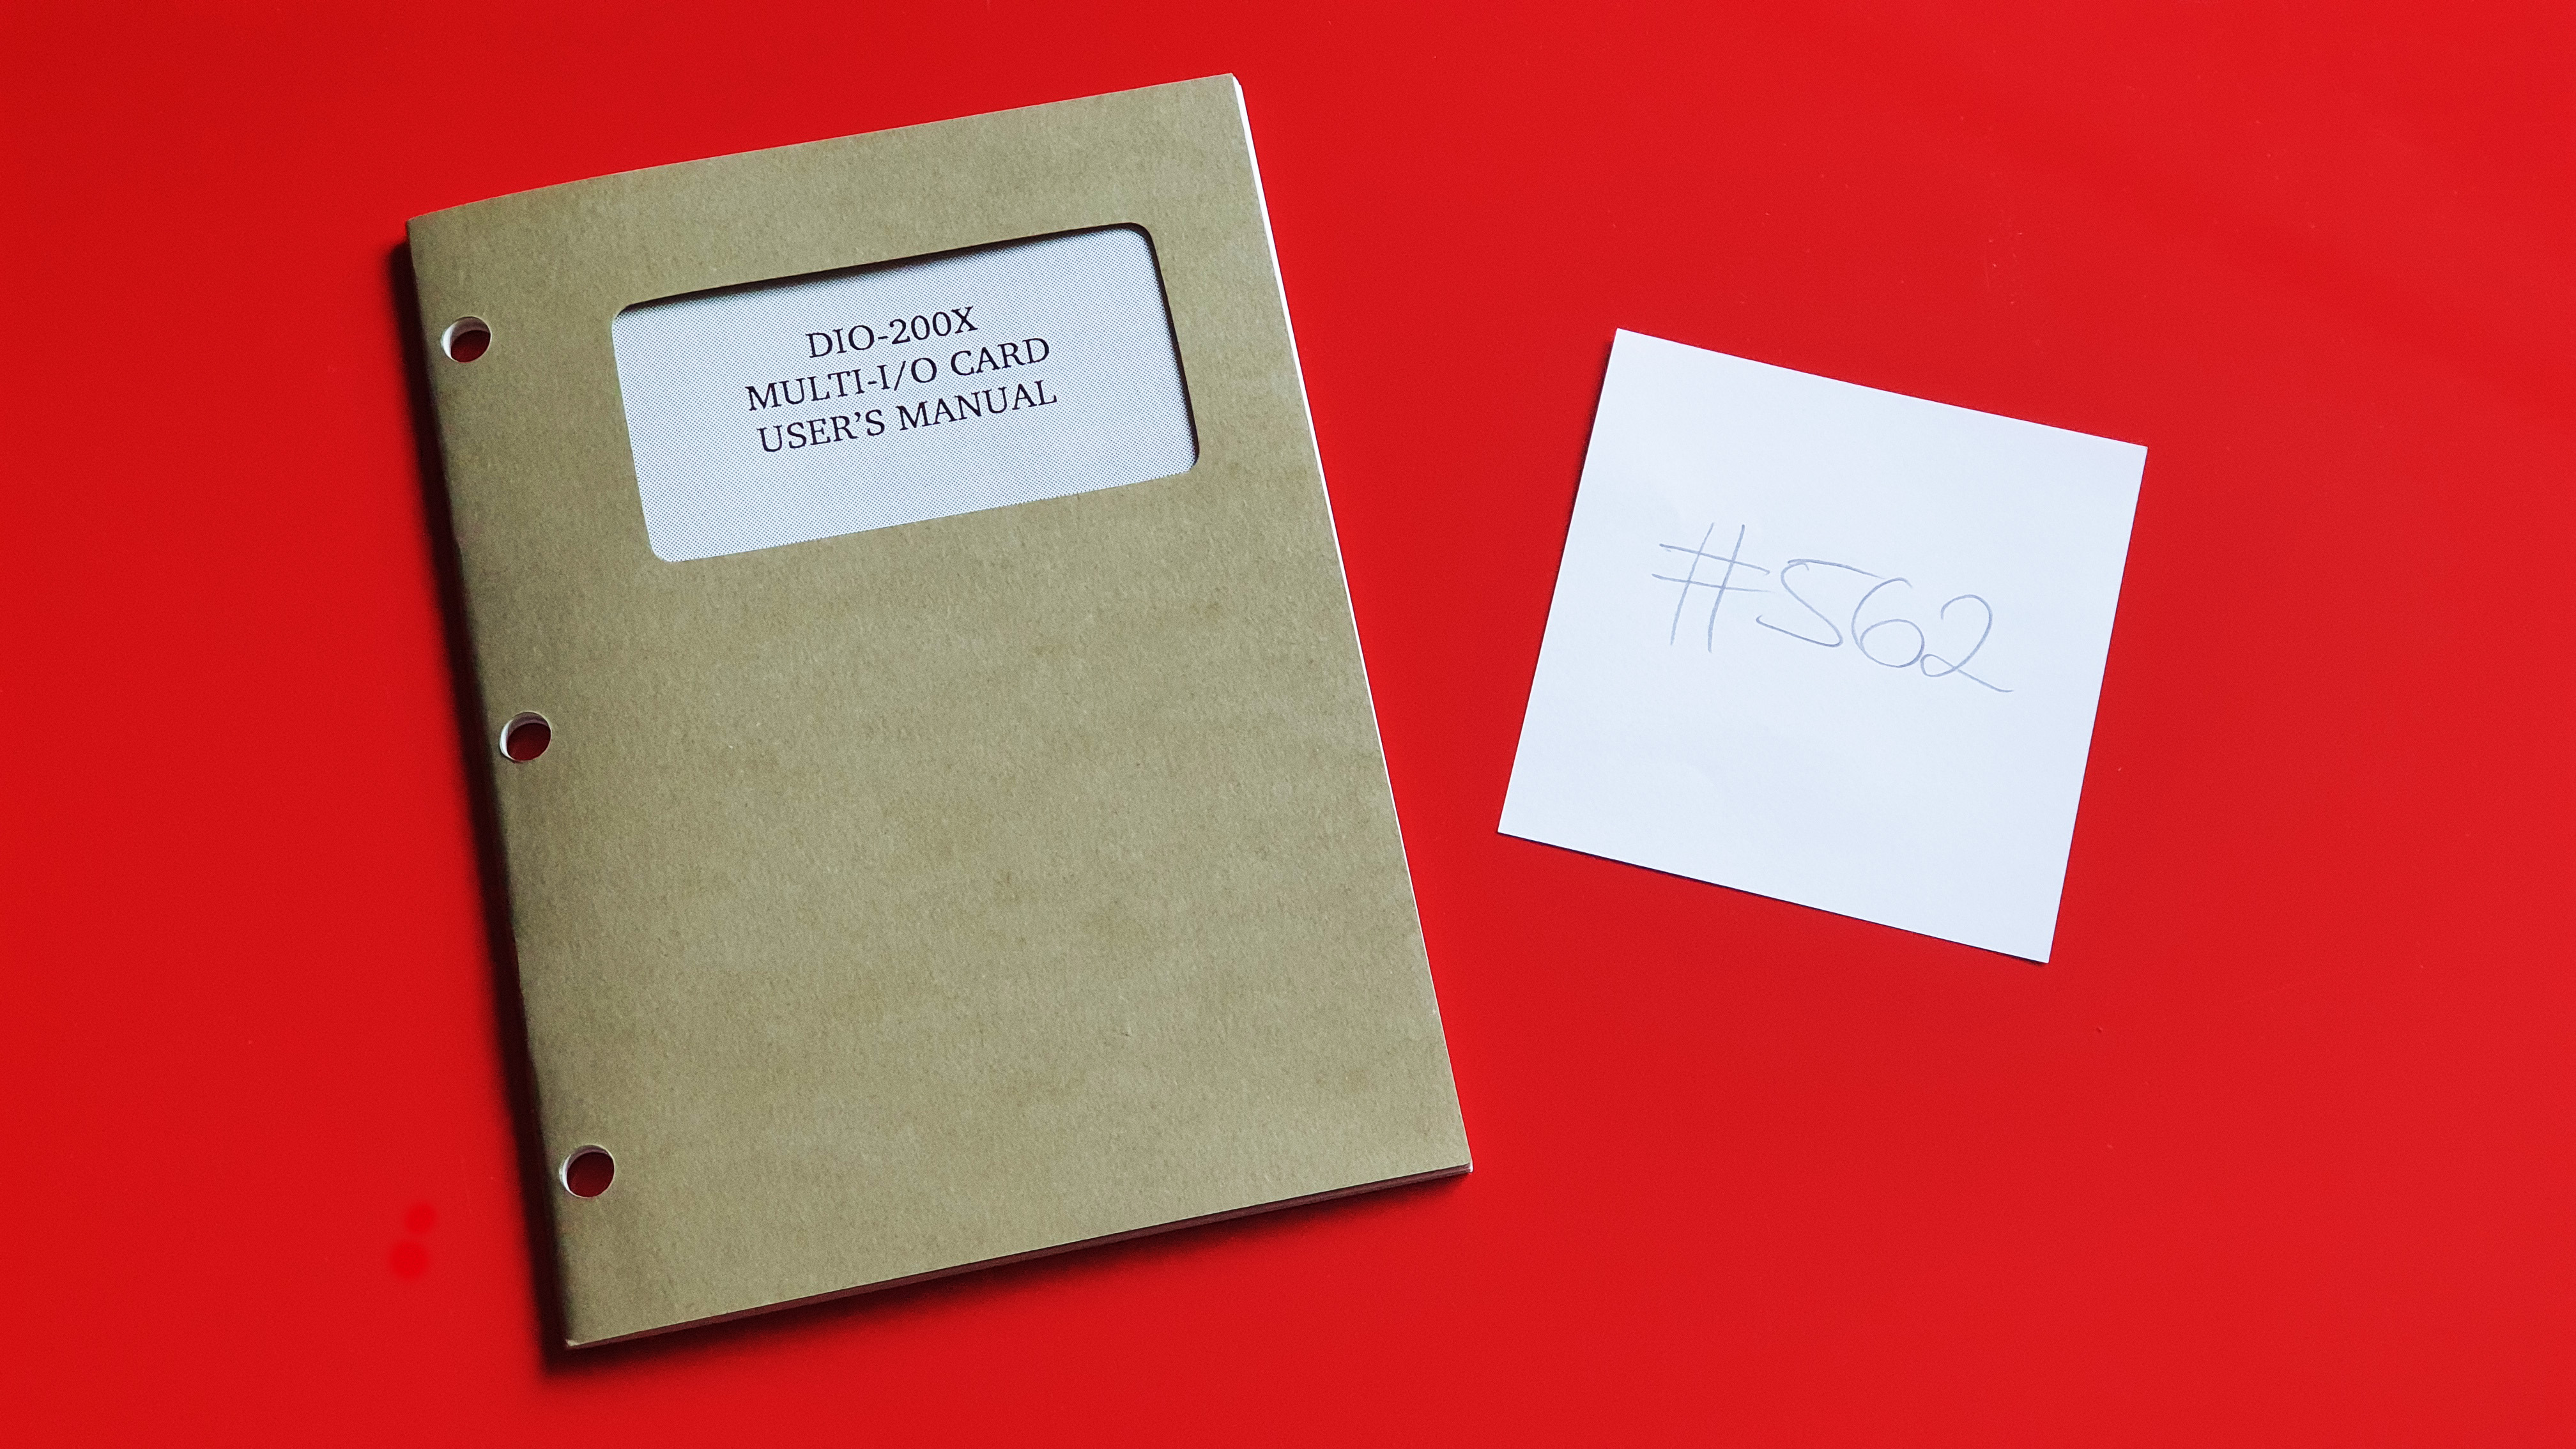 DIO-200X
MULTI-I/O CARD
USER’S MANUAL
#562